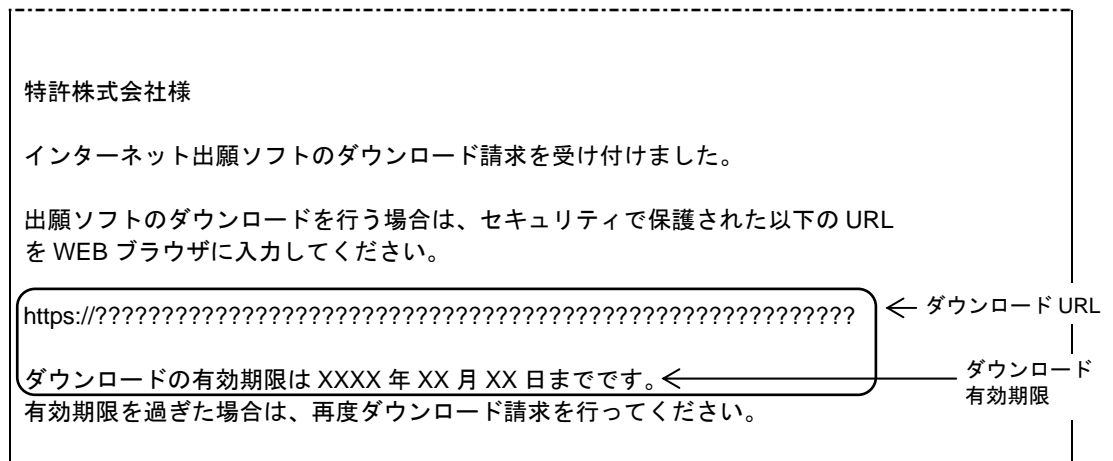 特許株式会社様
インターネット出願ソフトのダウンロード請求を受け付けました。
出願ソフトのダウンロードを行う場合は、セキュリティで保護された以下の URL
を WEB ブラウザに入力してください。
https://??????????????????????????????????????????????????????????
ダウンロード URL
ダウンロードの有効期限は XXXX 年 XX 月 XX 日までです。
ダウンロード
有効期限
有効期限を過ぎた場合は、再度ダウンロード請求を行ってください。